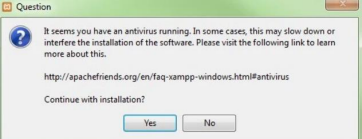 Question
It seems you have an antivirus running. In some cases, this may slow down or
interfere the installation of the software. Please visit the following link to learn
more about this.
http://apachefriends.org/en/faq-xampp-windows.html#antivirus
Continue with installation?
Yes No